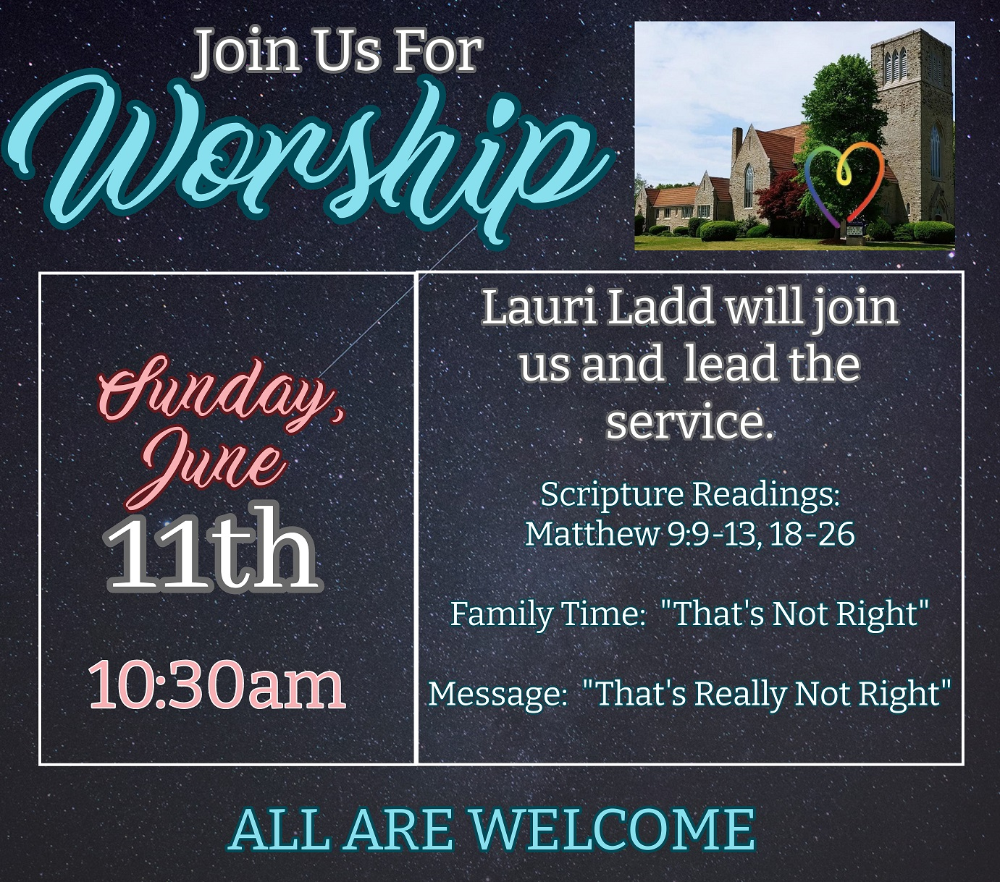 Join Us For
Worship
Sunday,
June
11th
10:30am
Lauri Ladd will join
us and lead the
service.
Scripture Readings:
Matthew 9:9-13, 18-26
Family Time: "That's Not Right"
Message: "That's Really Not Right"
ALL ARE WELCOME